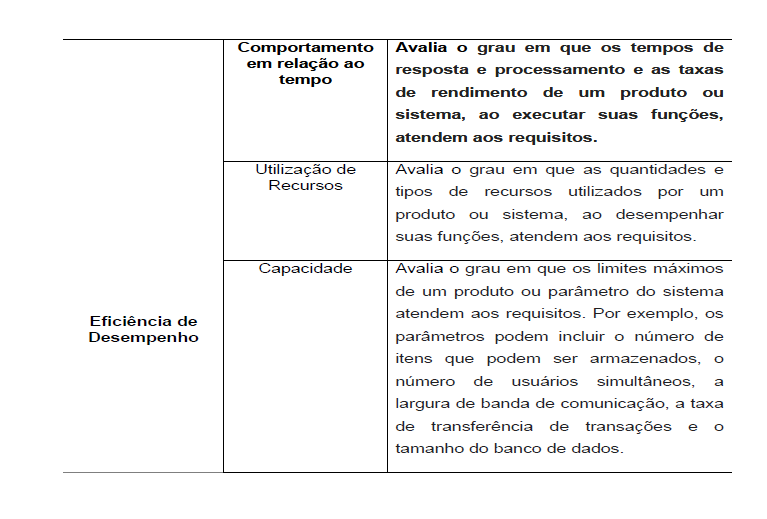 Comportamento
em relação ao
tempo
Avalia o grau em que os tempos de
resposta e processamento e as taxas
de rendimento de um produto ou
sistema, ao executar suas funções,
atendem aos requisitos.
Utilização de
Recursos
Avalia o grau em que as quantidades e
tipos de recursos utilizados por um
produto ou sistema, ao desempenhar
suas funções, atendem aos requisitos.
Eficiência de
Desempenho
Capacidade
Avalia o grau em que os limites máximos
de um produto ou parâmetro do sistema
atendem aos requisitos. Por exemplo, os
parâmetros podem incluir o número de
itens que podem ser armazenados, o
número de usuários simultâneos, a
largura de banda de comunicação, a taxa
de transferência de transações e o
tamanho do banco de dados.